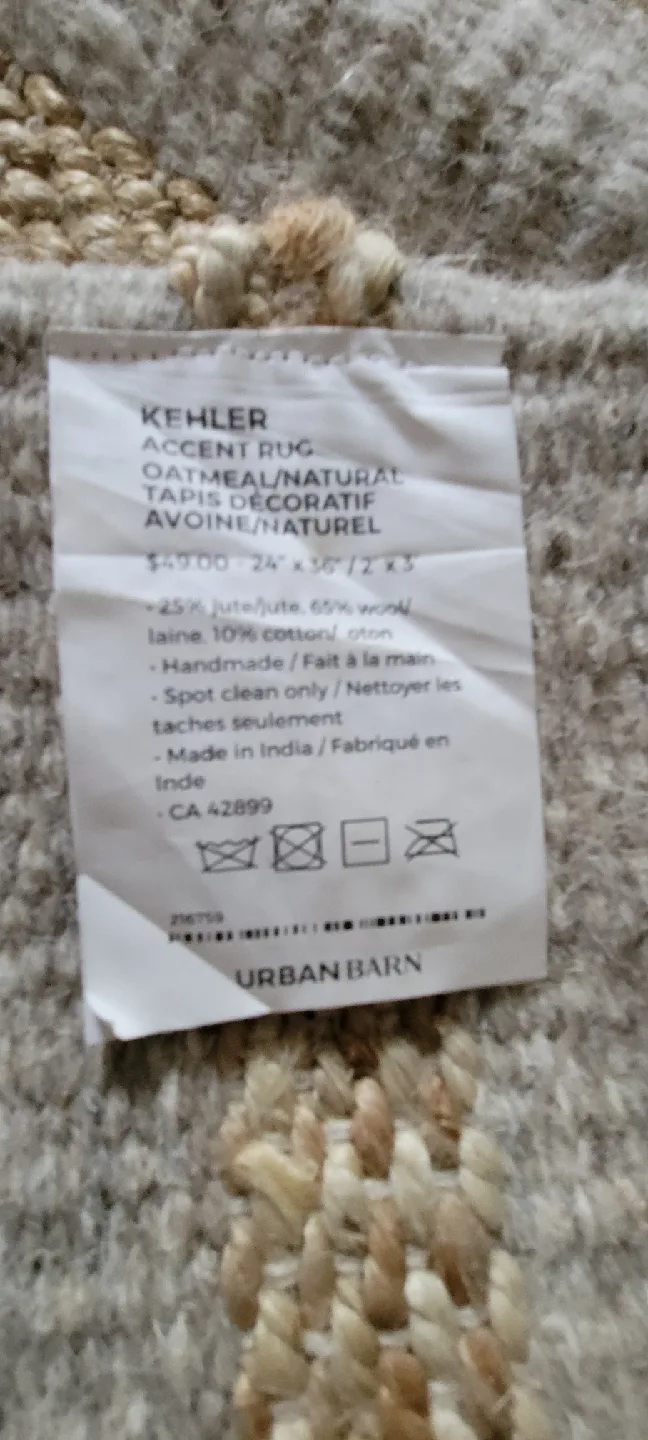 KEHLER
ACCENT RUG
OATMEAL/NATURAL
TAPIS DÉCORATIF
AVOINE/NATUREL
$49.00 - 24" x 36" / 2' x 3'
- 25% jute/jute, 65% wool/
laine, 10% cotton/ oton
- Handmade / Fait à la main
- Spot clean only / Nettoyer les
taches seulement
- Made in India / Fabriqué en
Inde
- CA 42899
216759
URBAN BARN